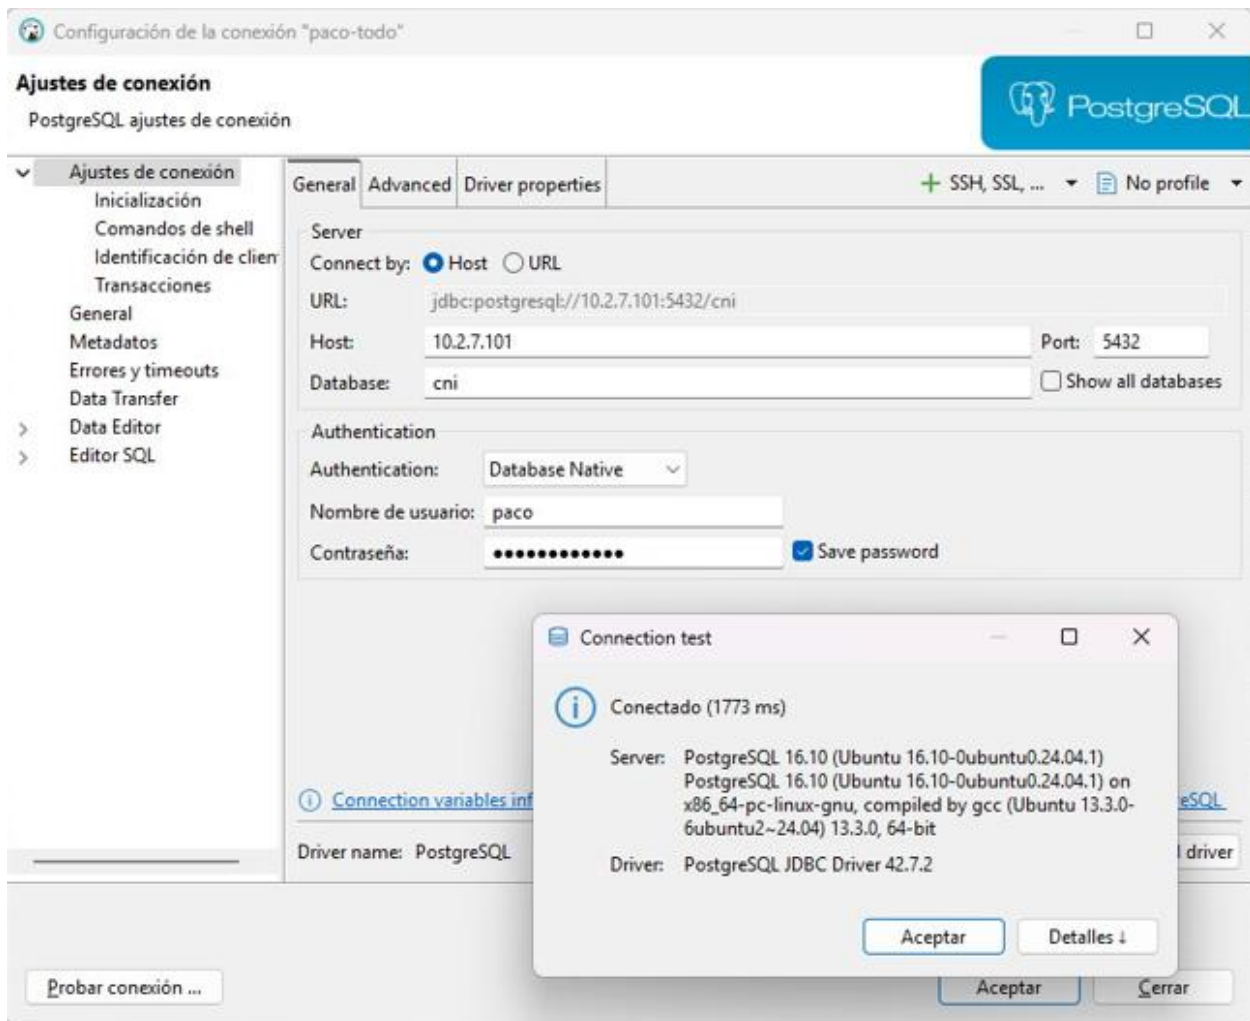 Configuración de la conexión "paco-todo"
Ajustes de conexión
PostgreSQL ajustes de conexión
PostgreSQL
Ajustes de conexión
Inicialización
Comandos de shell
Identificación de clien
Transacciones
General
Metadatos
Errores y timeouts
Data Transfer
Data Editor
Editor SQL
General Advanced Driver properties
SSH, SSL, ... No profile
Server
Connect by: Host URL
URL: jdbc:postgresql://10.2.7.101:5432/cni
Host: 10.2.7.101 Port: 5432
Database: cni Show all databases
Authentication
Authentication: Database Native
Nombre de usuario: paco
Contraseña: ●●●●●●●●●●●● Save password
Connection variables inf
eSQL
Driver name: PostgreSQL
l driver
Connection test
Conectado (1773 ms)
Server: PostgreSQL 16.10 (Ubuntu 16.10-0ubuntu0.24.04.1)
PostgreSQL 16.10 (Ubuntu 16.10-0ubuntu0.24.04.1) on
x86_64-pc-linux-gnu, compiled by gcc (Ubuntu 13.3.0-
6ubuntu2~24.04) 13.3.0, 64-bit
Driver: PostgreSQL JDBC Driver 42.7.2
Aceptar Detalles ↓
Probar conexión ...
Aceptar Cerrar